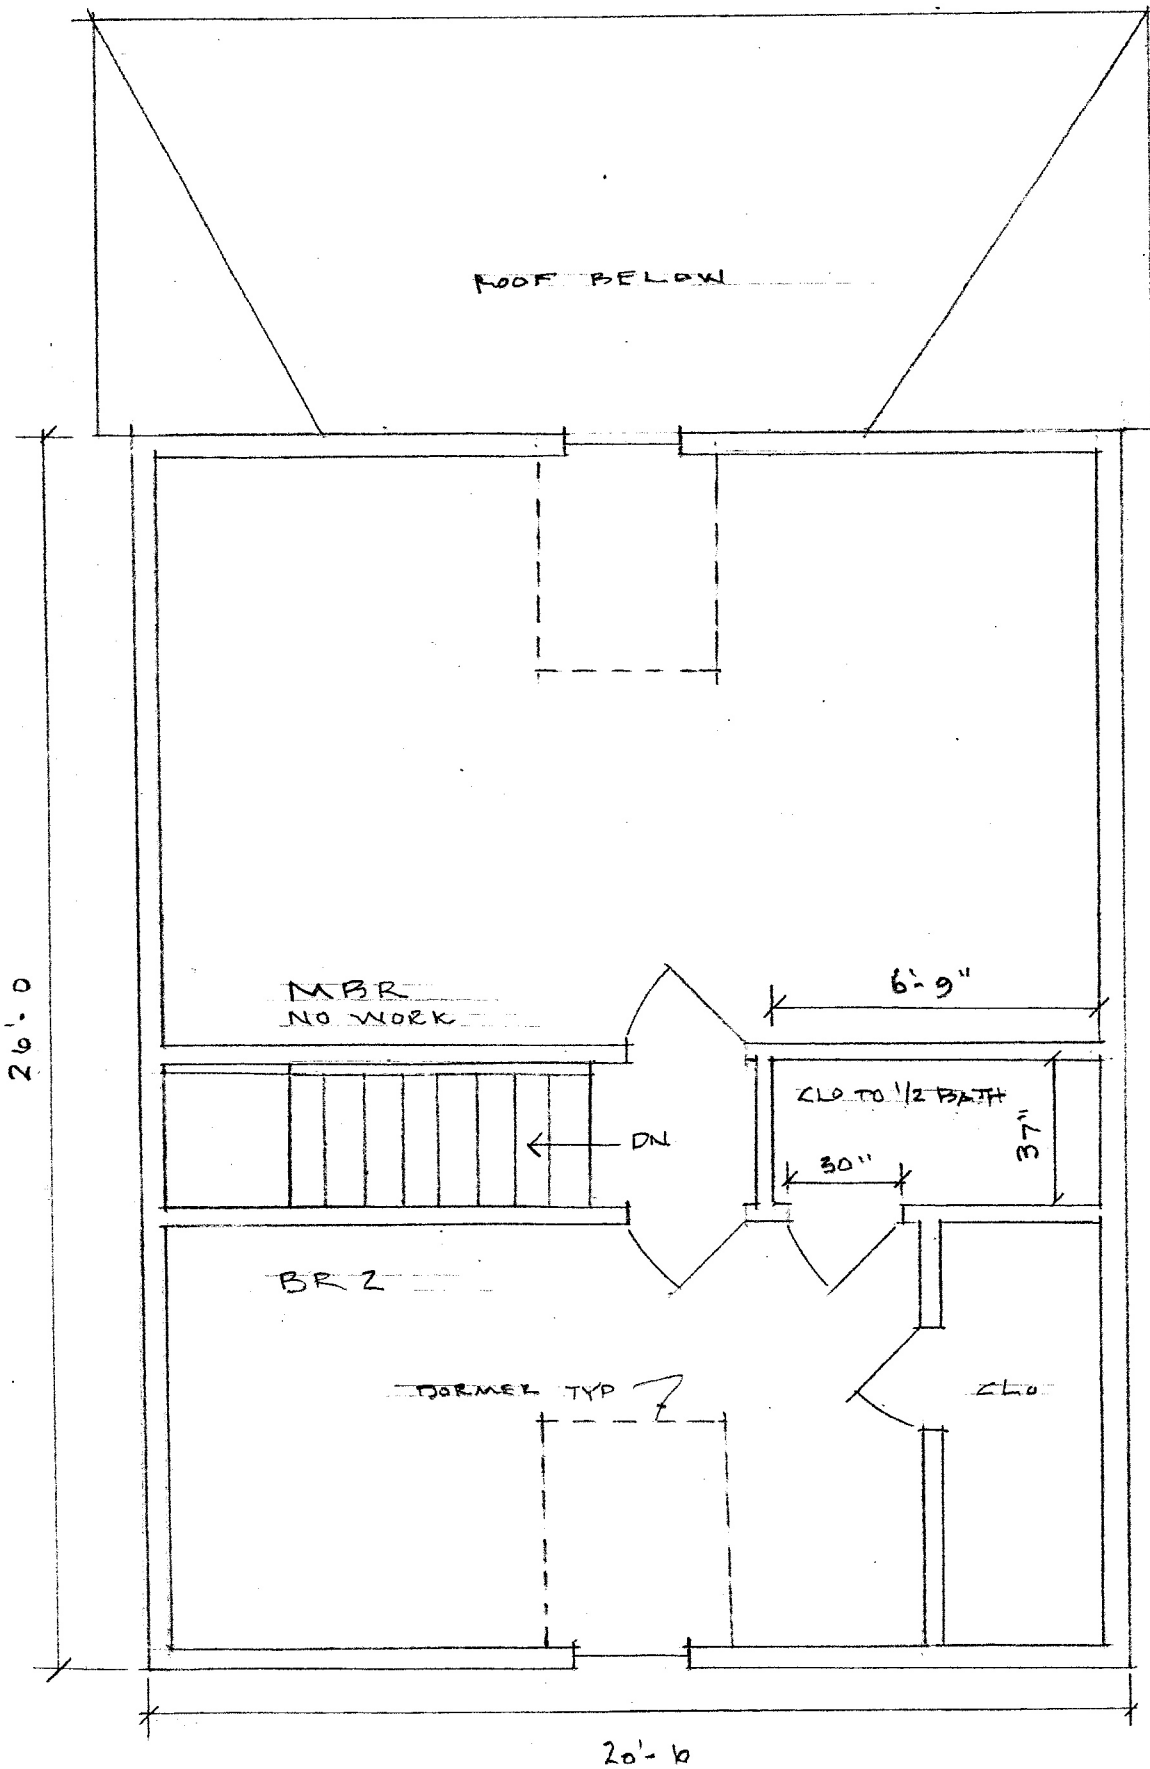 ROOF BELOW
26'-0
MBR
NO WORK
6'-9"
CLO TO 1/2 BATH
37"
30"
DN
BR 2
DORMER TYP
CLO
20'-6